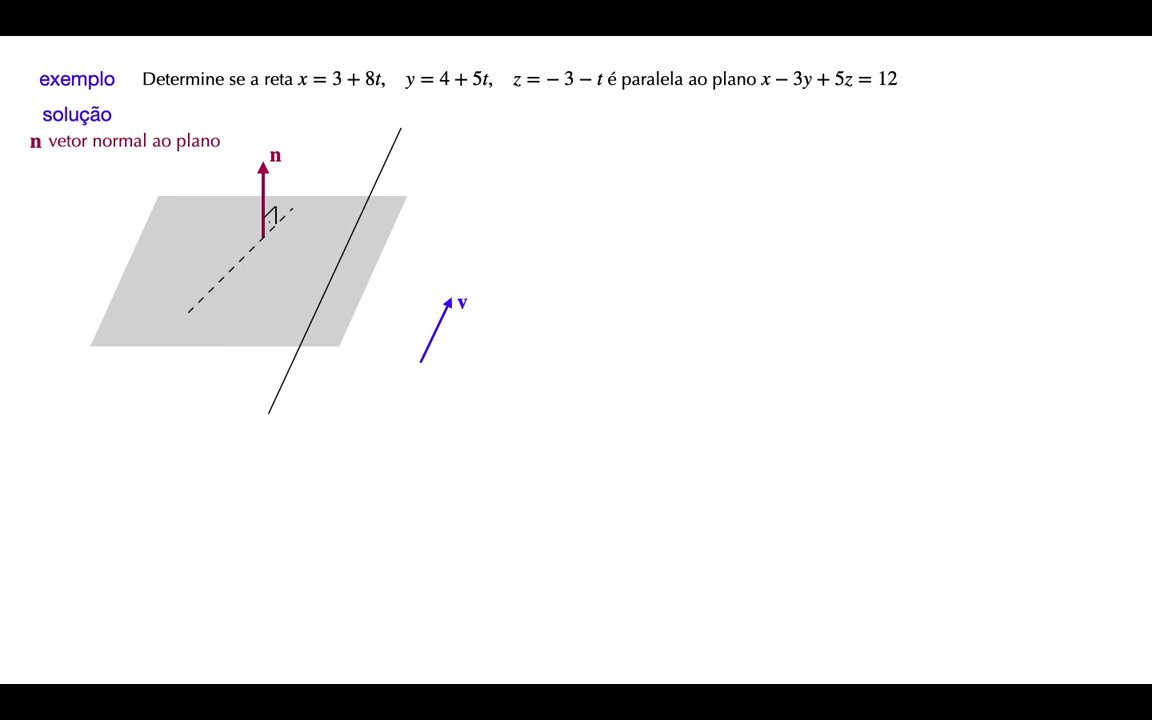 exemplo Determine se a reta x = 3 + 8t, y = 4 + 5t, z = − 3 − t é paralela ao plano x − 3y + 5z = 12
solução
n vetor normal ao plano
n
v